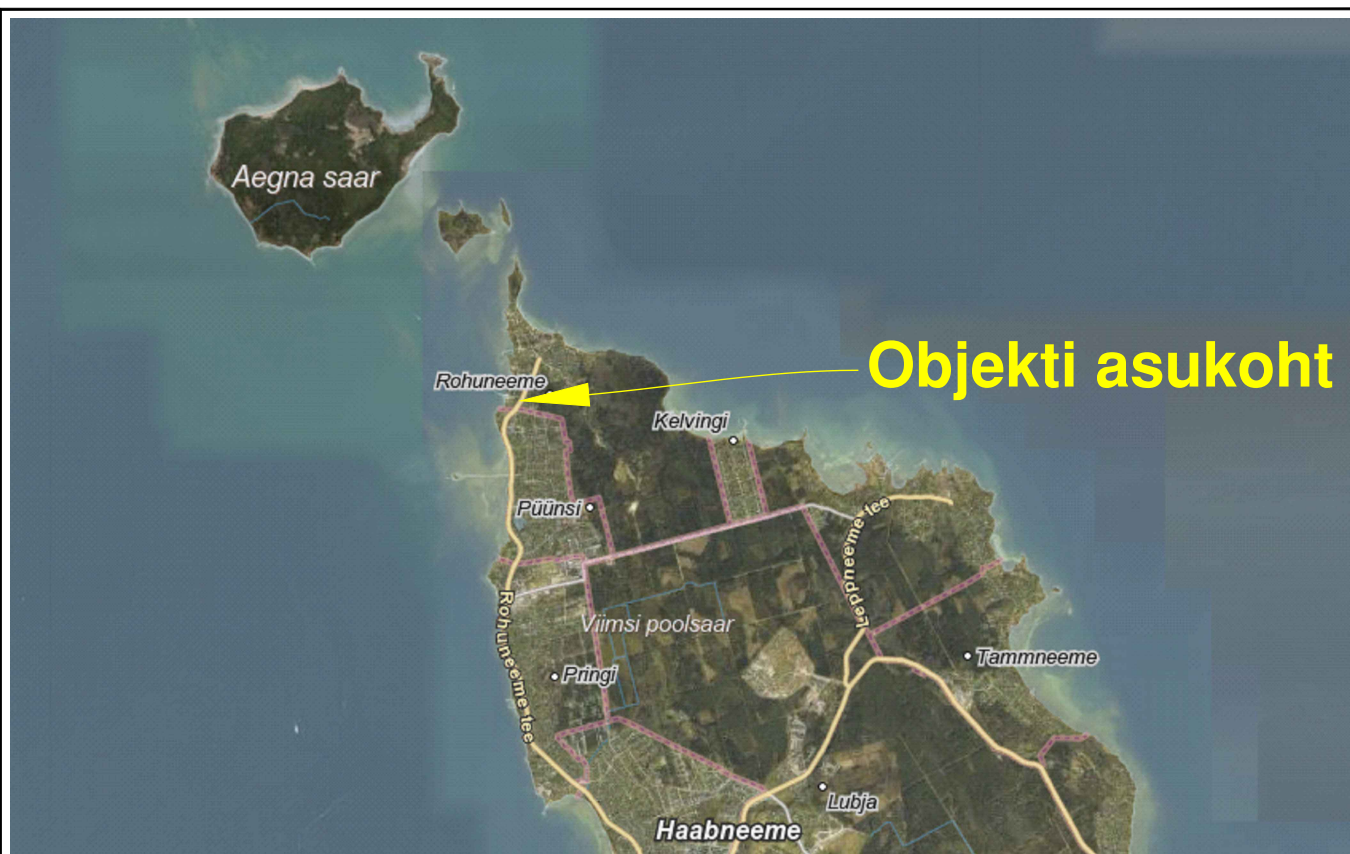 Aegna saar
Objekti asukoht
Rohuneeme
Kelvingi
Püünsi
Leppneeme tee
Rohuneeme tee
Viimsi poolsaar
Tammneeme
Pringi
Lubja
Haabneeme